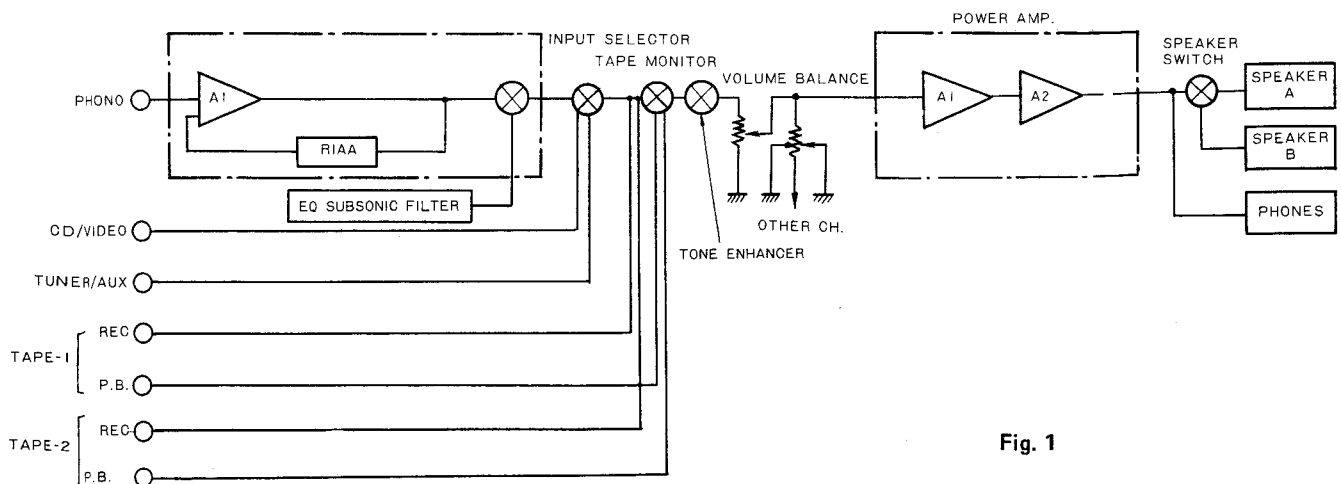 POWER AMP.
INPUT SELECTOR
TAPE MONITOR
VOLUME BALANCE
SPEAKER
SWITCH
PHONO
A1
RIAA
EQ SUBSONIC FILTER
A1
A2
SPEAKER
A
SPEAKER
B
PHONES
CD/VIDEO
OTHER CH.
TONE ENHANCER
TUNER/AUX
TAPE-1
REC
P.B.
TAPE-2
REC
P.B.
Fig. 1